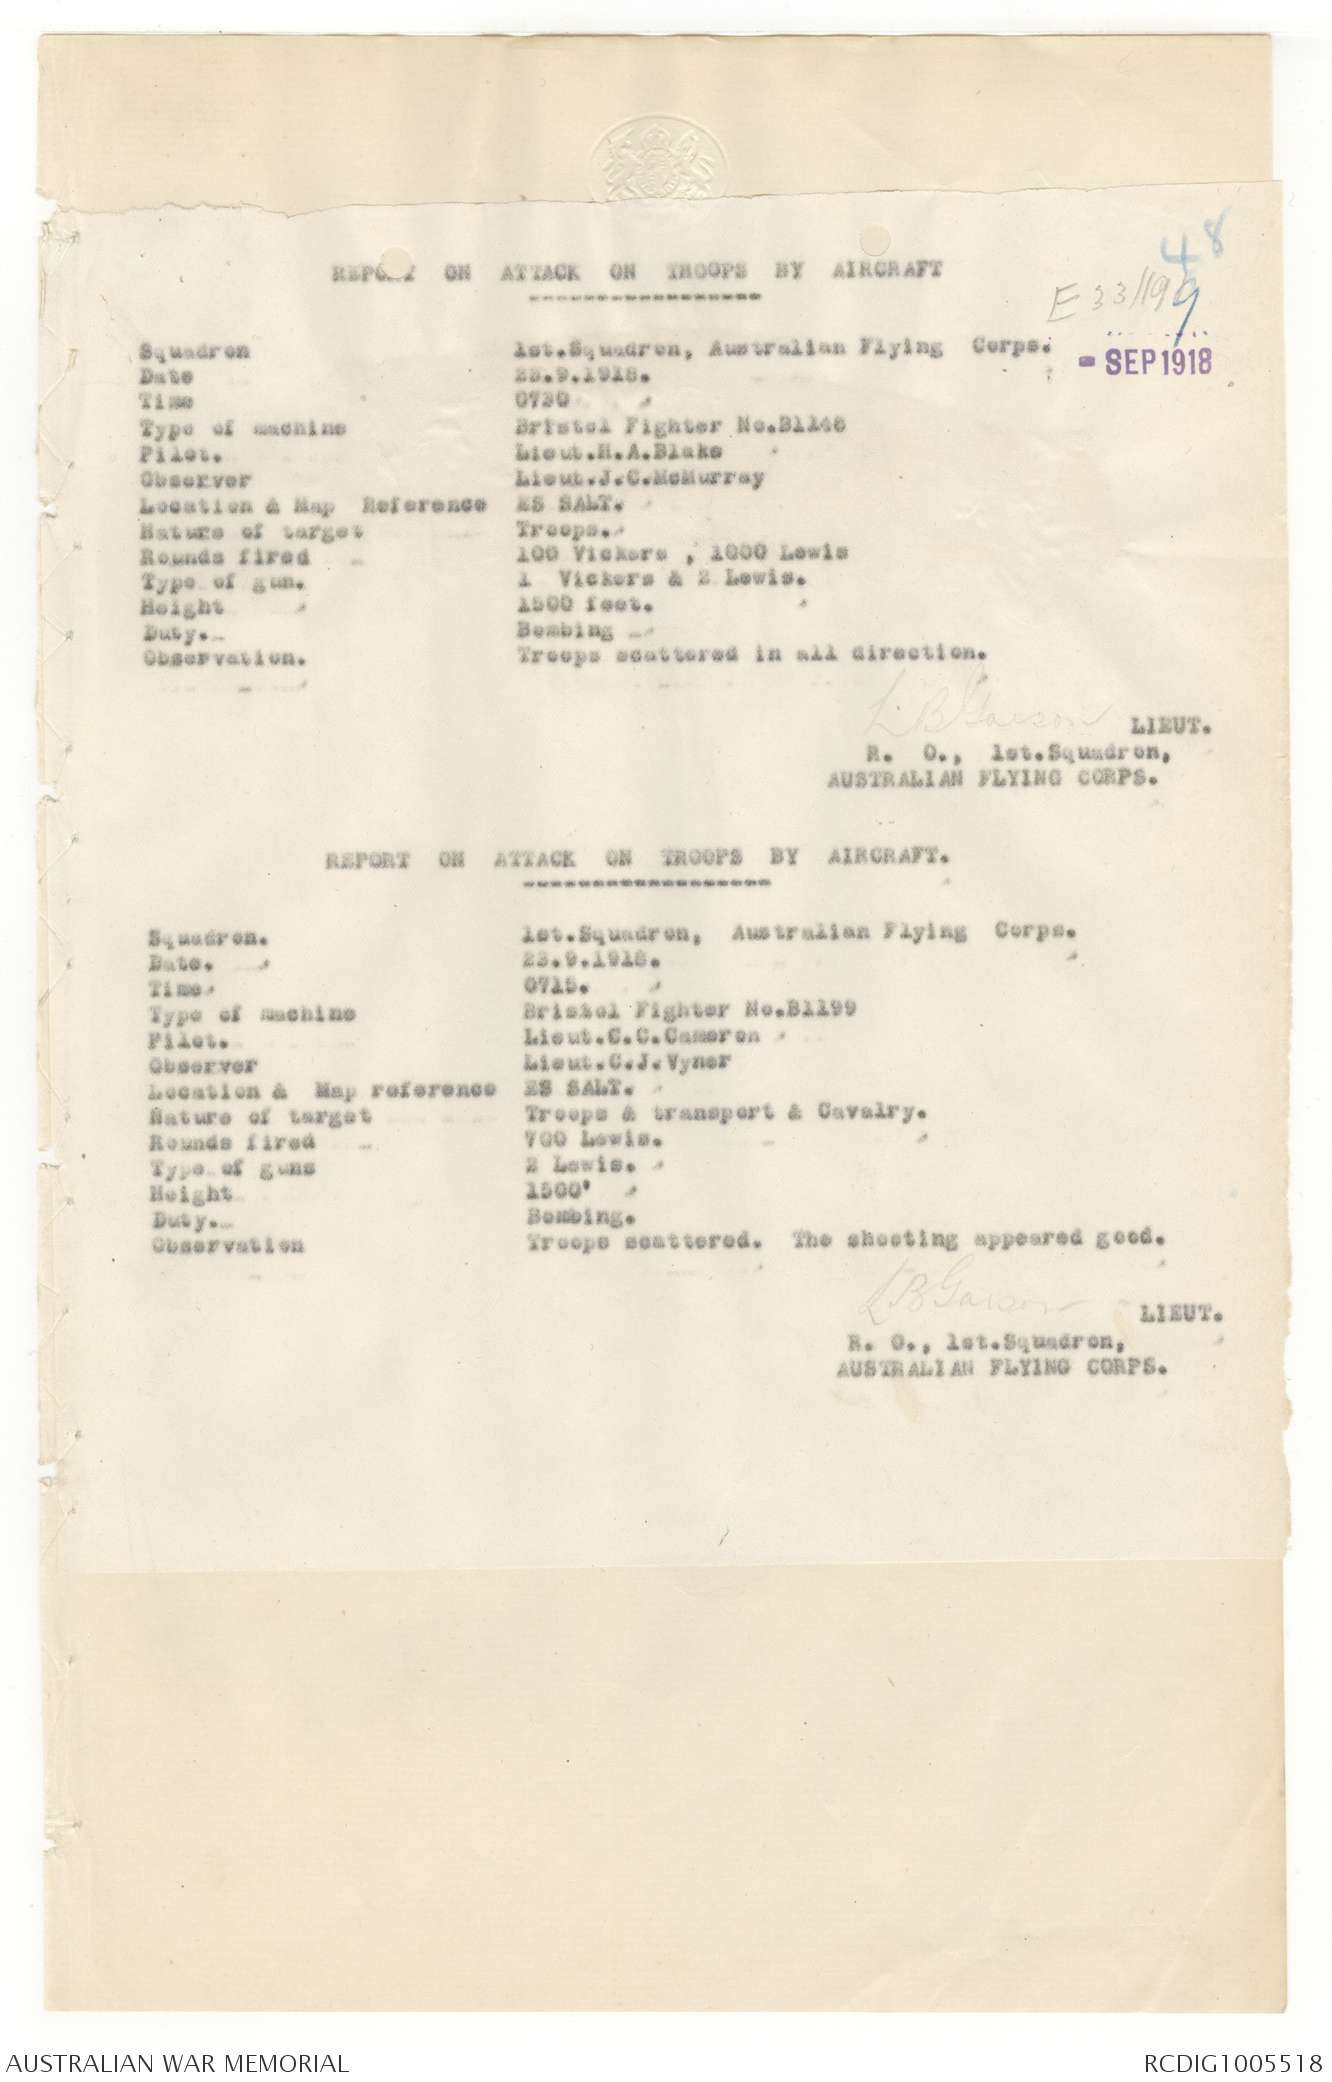 48
REPORT ON ATTACK ON TROOPS BY AIRCRAFT
E 33/199
- SEP 1918
Squadron 1st.Squadron, Australian Flying Corps.
Date 23.9.1918.
Time 0730
Type of machine Bristol Fighter No.B1148
Pilot. Lieut.H.A.Blake
Observer Lieut.J.C.McMurray
Location & Map Reference ES SALT.
Nature of target Troops.
Rounds fired 100 Vickers , 1000 Lewis
Type of gun. 1 Vickers & 2 Lewis.
Height 1500 feet.
Duty. Bombing
Observation. Troops scattered in all direction.
L B LIEUT.
R. O., 1st.Squadron,
AUSTRALIAN FLYING CORPS.
REPORT ON ATTACK ON TROOPS BY AIRCRAFT.
Squadron. 1st.Squadron, Australian Flying Corps.
Date. 23.9.1918.
Time 0715.
Type of machine Bristol Fighter No.B1199
Pilot. Lieut.C.C.Cameron
Observer Lieut.C.J.Vyner
Location & Map reference ES SALT.
Nature of target Troops & transport & Cavalry.
Rounds fired 700 Lewis.
Type of guns 2 Lewis.
Height 1500'
Duty. Bombing.
Observation Troops scattered. The shooting appeared good.
L B LIEUT.
R. O., 1st.Squadron,
AUSTRALIAN FLYING CORPS.
AUSTRALIAN WAR MEMORIAL
RCDIG1005518